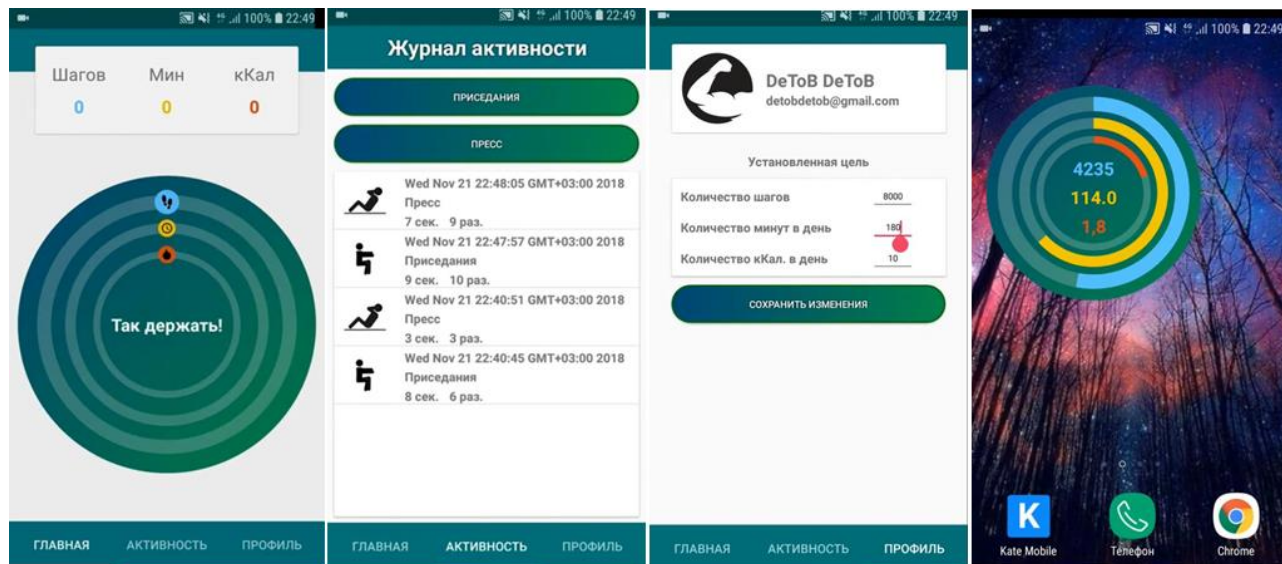 100% 22:49
Шагов Мин кКал
0 0 0
Так держать!
ГЛАВНАЯ АКТИВНОСТЬ ПРОФИЛЬ
100% 22:49
Журнал активности
ПРИСЕДАНИЯ
ПРЕСС
Wed Nov 21 22:48:05 GMT+03:00 2018
Пресс
7 сек. 9 раз.
Wed Nov 21 22:47:57 GMT+03:00 2018
Приседания
9 сек. 10 раз.
Wed Nov 21 22:40:51 GMT+03:00 2018
Пресс
3 сек. 3 раз.
Wed Nov 21 22:40:45 GMT+03:00 2018
Приседания
8 сек. 6 раз.
ГЛАВНАЯ АКТИВНОСТЬ ПРОФИЛЬ
100% 22:49
DeToB DeToB
detobdetob@gmail.com
Установленная цель
Количество шагов 8000
Количество минут в день 180
Количество кКал. в день 10
СОХРАНИТЬ ИЗМЕНЕНИЯ
ГЛАВНАЯ АКТИВНОСТЬ ПРОФИЛЬ
100% 22:49
4235
114.0
1,8
K
Kate Mobile Телефон Chrome